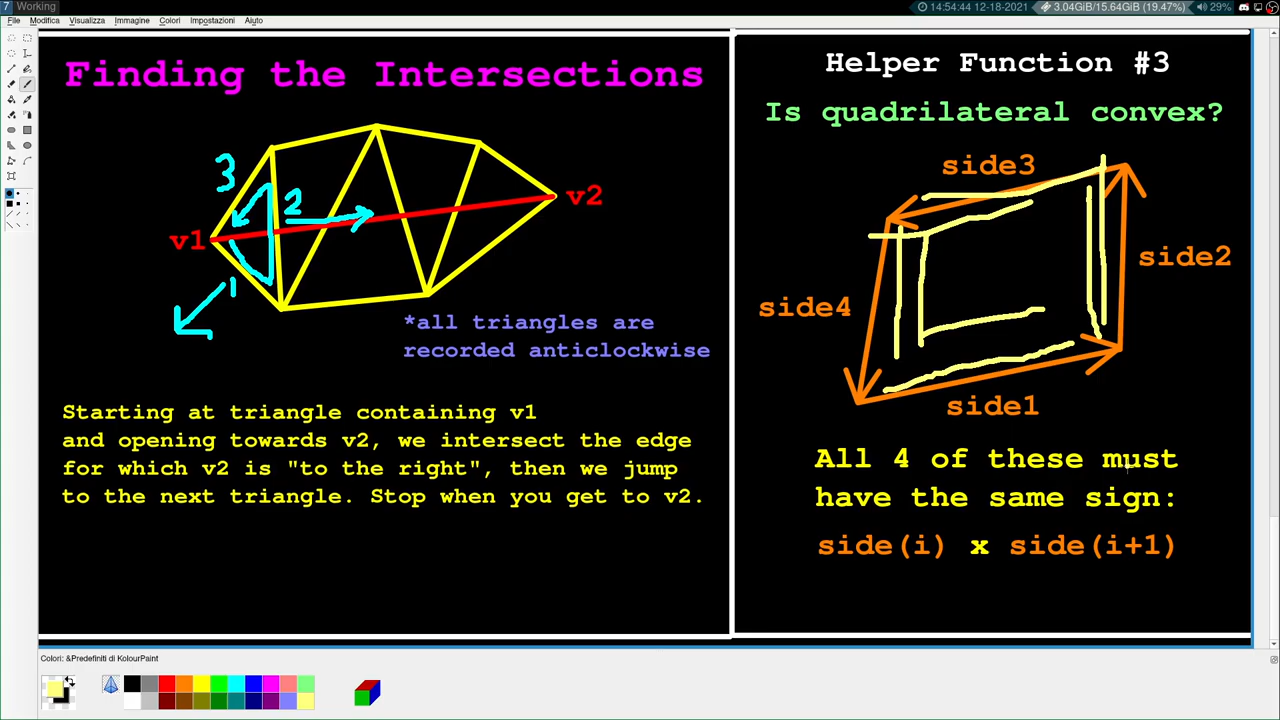 7 Working
14:54:44 12-18-2021
3.04GiB/15.64GiB (19.47%)
29%
File Modifica Visualizza Immagine Colori Impostazioni Aiuto
Finding the Intersections
3
2
1
v1
v2
*all triangles are
recorded anticlockwise
Starting at triangle containing v1
and opening towards v2, we intersect the edge
for which v2 is "to the right", then we jump
to the next triangle. Stop when you get to v2.
Helper Function #3
Is quadrilateral convex?
side3
side2
side4
side1
All 4 of these must
have the same sign:
side(i) x side(i+1)
Colori: &Predefiniti di KolourPaint